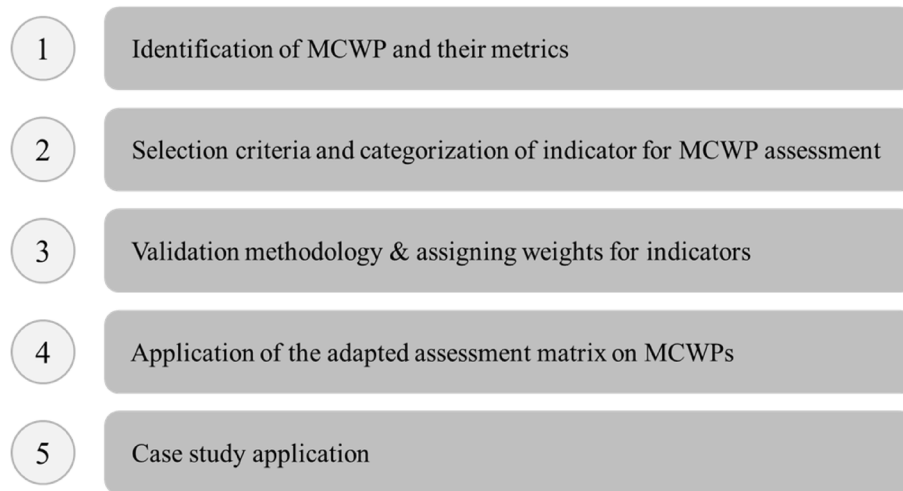 1 Identification of MCWP and their metrics
2 Selection criteria and categorization of indicator for MCWP assessment
3 Validation methodology & assigning weights for indicators
4 Application of the adapted assessment matrix on MCWPs
5 Case study application